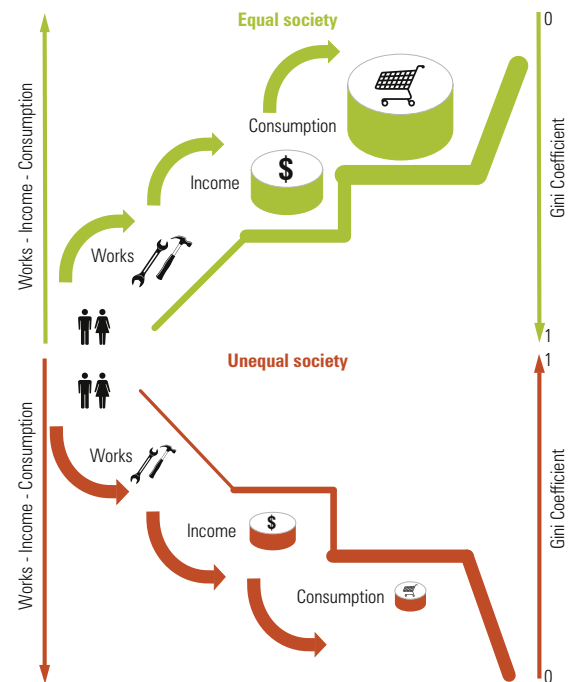 Equal society
0
Works - Income - Consumption
Consumption
$
Income
Gini Coefficient
Works
1
Unequal society
1
Works - Income - Consumption
Works
Gini Coefficient
$
Income
Consumption
0